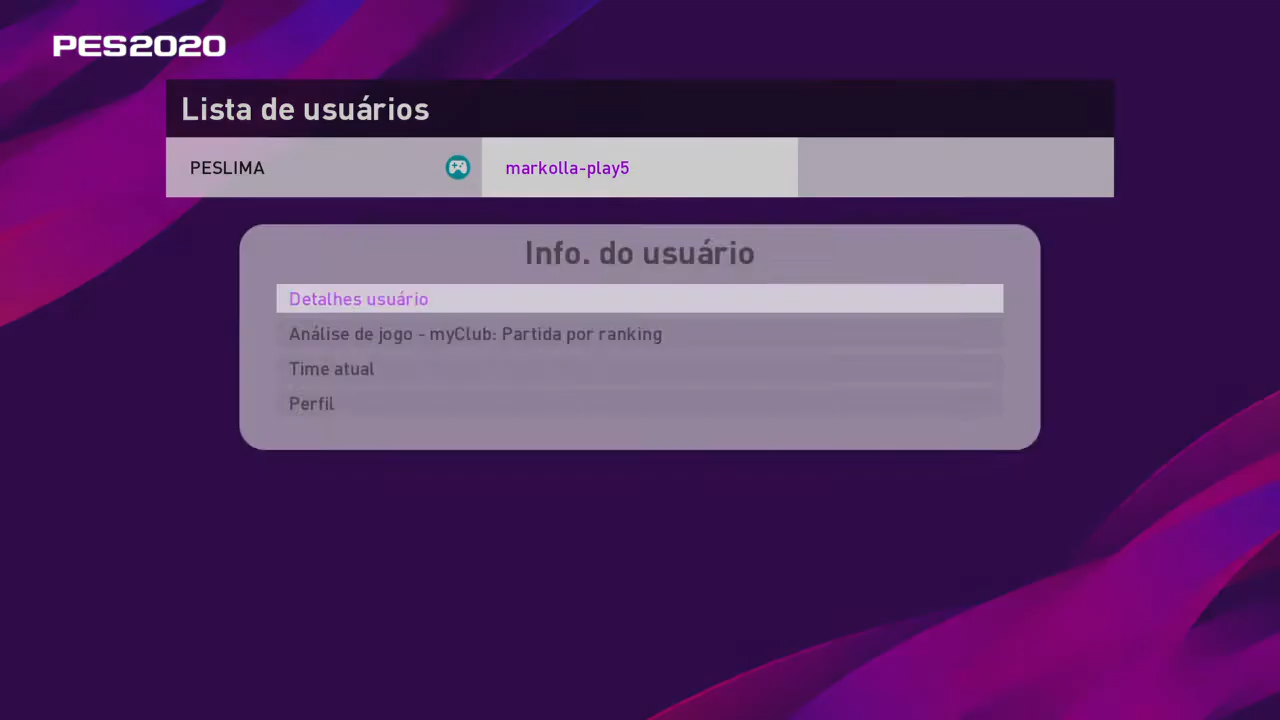 PES2020
Lista de usuários
PESLIMA
markolla-play5
Info. do usuário
Detalhes usuário
Análise de jogo - myClub: Partida por ranking
Time atual
Perfil